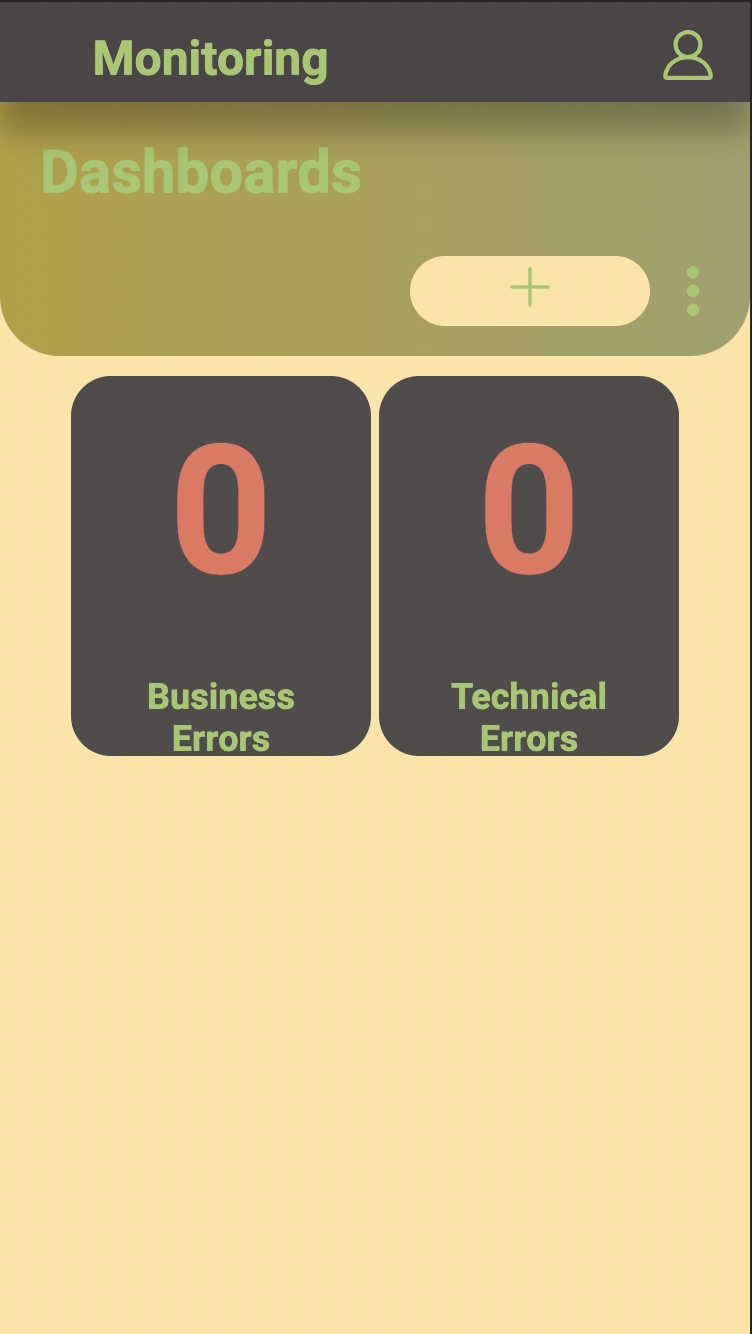 Monitoring
Dashboards
0
Business
Errors
0
Technical
Errors